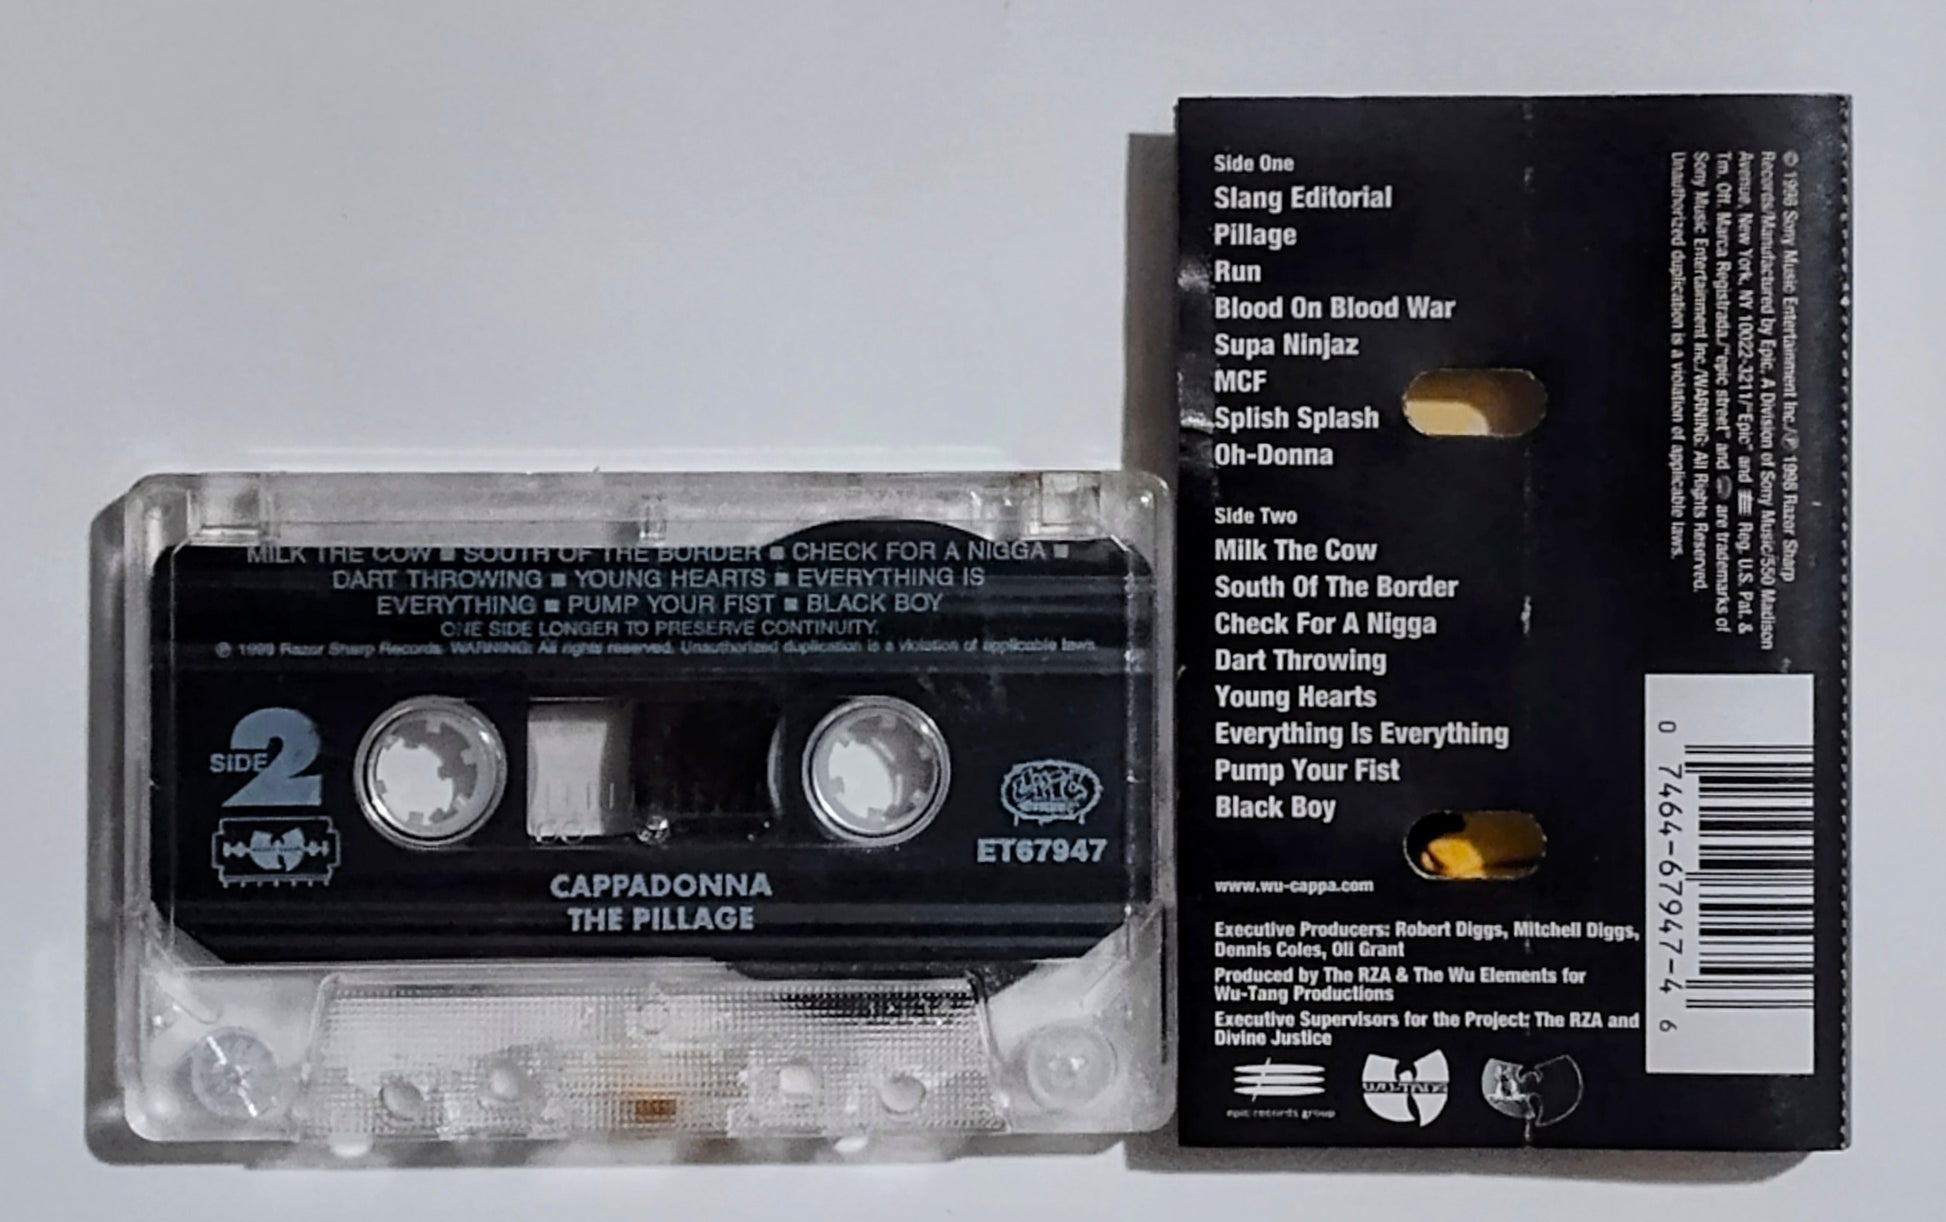 MILK THE COW ■ SOUTH OF THE BORDER ■ CHECK FOR A NIGGA ■
DART THROWING ■ YOUNG HEARTS ■ EVERYTHING IS
EVERYTHING ■ PUMP YOUR FIST ■ BLACK BOY
ONE SIDE LONGER TO PRESERVE CONTINUITY.
℗ 1998 Razor Sharp Records. WARNING: All rights reserved. Unauthorized duplication is a violation of applicable laws.
SIDE 2
ET67947
CAPPADONNA
THE PILLAGE
Side One
Slang Editorial
Pillage
Run
Blood On Blood War
Supa Ninjaz
MCF
Splish Splash
Oh-Donna
Side Two
Milk The Cow
South Of The Border
Check For A Nigga
Dart Throwing
Young Hearts
Everything Is Everything
Pump Your Fist
Black Boy
www.wu-cappa.com
Executive Producers: Robert Diggs, Mitchell Diggs,
Dennis Coles, Oli Grant
Produced by The RZA & The Wu Elements for
Wu-Tang Productions
Executive Supervisors for the Project: The RZA and
Divine Justice
epic records group
WU-TANG
© 1998 Sony Music Entertainment Inc./℗ 1998 Razor Sharp
Records/Manufactured by Epic, A Division of Sony Music/550 Madison
Avenue, New York, NY 10022-3211/"Epic" and Reg. U.S. Pat. &
Tm. Off. Marca Registrada./"epic street" and are trademarks of
Sony Music Entertainment Inc./WARNING: All Rights Reserved.
Unauthorized duplication is a violation of applicable laws.
0 7464-67947-4 6